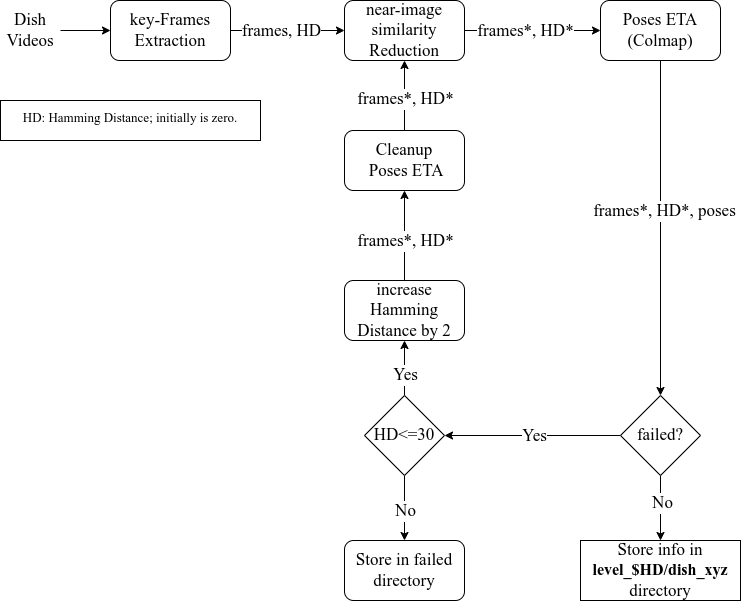 Dish
Videos
key-Frames
Extraction
frames, HD
near-image
similarity
Reduction
frames*, HD*
Poses ETA
(Colmap)
HD: Hamming Distance; initially is zero.
frames*, HD*
Cleanup
Poses ETA
frames*, HD*, poses
frames*, HD*
increase
Hamming
Distance by 2
Yes
HD<=30
Yes
failed?
No
No
Store in failed
directory
Store info in
level_$HD/dish_xyz
directory